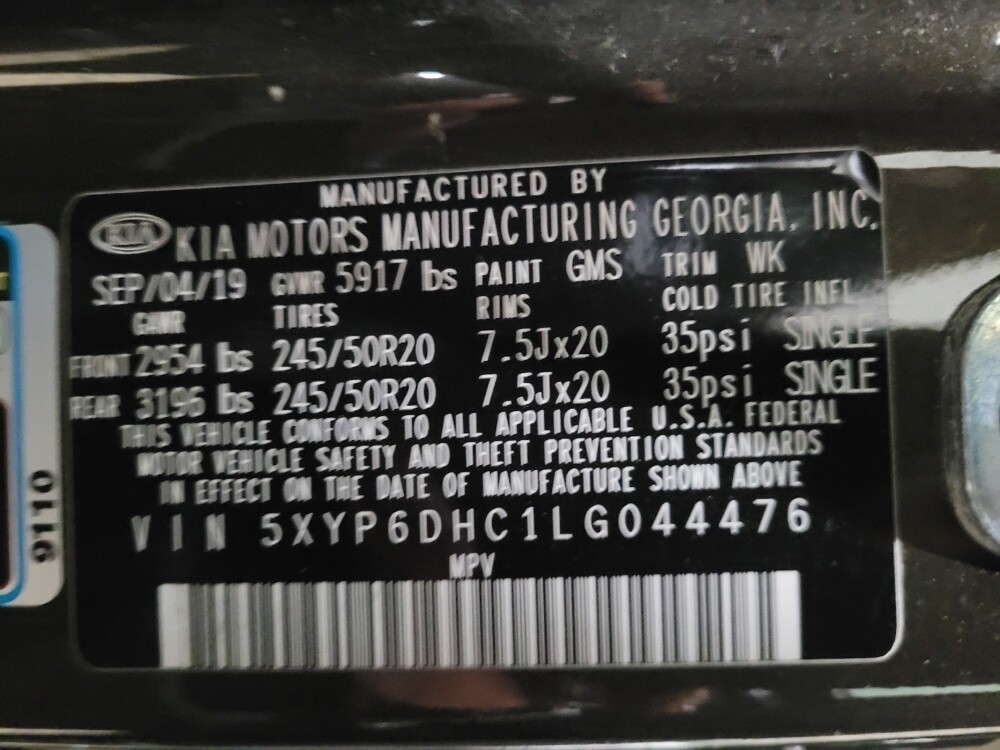 MANUFACTURED BY
KIA KIA MOTORS MANUFACTURING GEORGIA, INC.
SEP/04/19 GVWR 5917 lbs PAINT GMS TRIM WK
GAWR TIRES RIMS COLD TIRE INFL
FRONT 2954 lbs 245/50R20 7.5Jx20 35psi SINGLE
REAR 3196 lbs 245/50R20 7.5Jx20 35psi SINGLE
THIS VEHICLE CONFORMS TO ALL APPLICABLE U.S.A. FEDERAL
MOTOR VEHICLE SAFETY AND THEFT PREVENTION STANDARDS
IN EFFECT ON THE DATE OF MANUFACTURE SHOWN ABOVE
VIN 5XYP6DHC1LG044476
MPV
9110